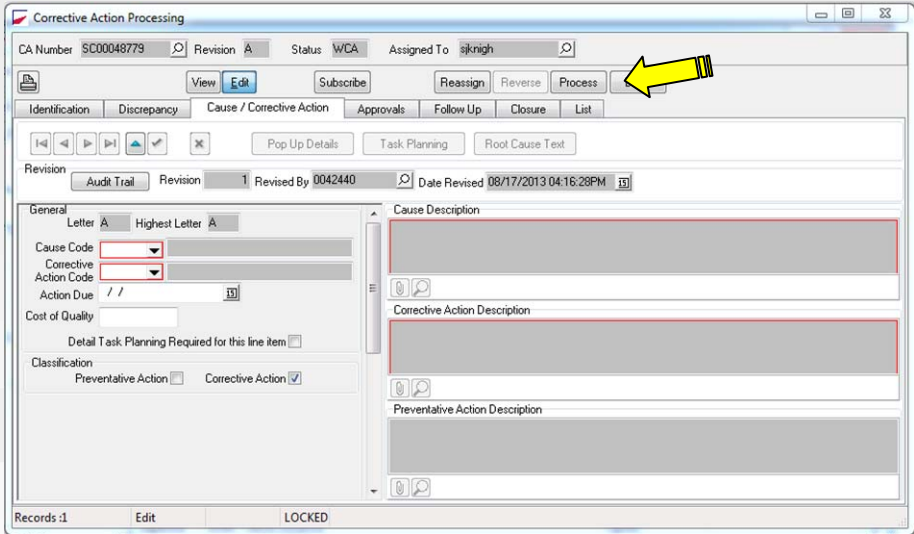 Corrective Action Processing
CA Number SC00048779 Revision A Status WCA Assigned To sjknigh
View Edit Subscribe Reassign Reverse Process
Identification Discrepancy Cause / Corrective Action Approvals Follow Up Closure List
Pop Up Details Task Planning Root Cause Text
Revision
Audit Trail Revision 1 Revised By 0042440 Date Revised 08/17/2013 04:16:28PM 15
General
Letter A Highest Letter A
Cause Code
Corrective
Action Code
Action Due / / 15
Cost of Quality
Detail Task Planning Required for this line item
Classification
Preventative Action Corrective Action
Cause Description
Corrective Action Description
Preventative Action Description
Records :1 Edit LOCKED